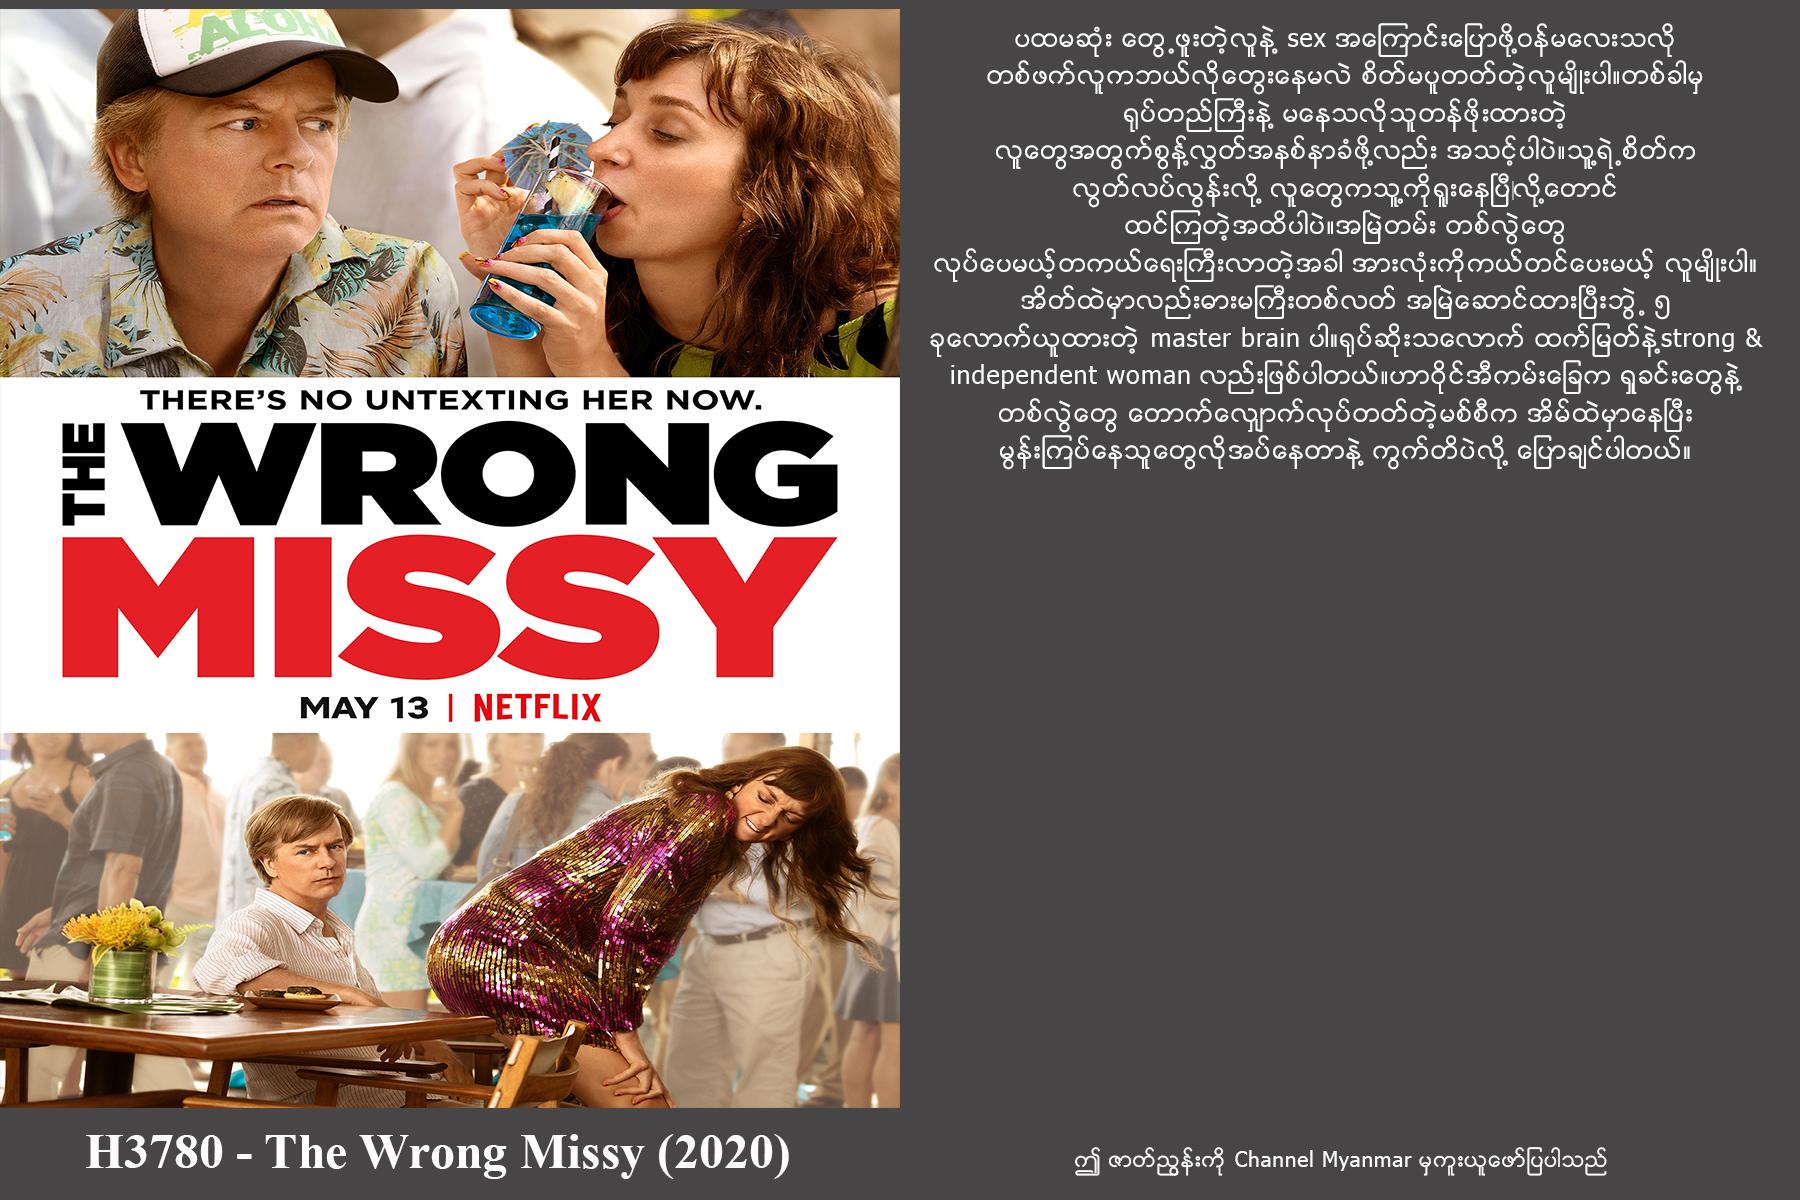 ALOHA
THERE'S NO UNTEXTING HER NOW.
THE WRONG
MISSY
MAY 13 | NETFLIX
H3780 - The Wrong Missy (2020)
ပထမဆုံး တွေ့ဖူးတဲ့လူနဲ့ sex အကြောင်းပြောဖို့ဝန်မလေးသလို
တစ်ဖက်လူကဘယ်လိုတွေးနေမလဲ စိတ်မပူတတ်တဲ့လူမျိုးပါ။တစ်ခါမှ
ရုပ်တည်ကြီးနဲ့ မနေသလိုသူတန်ဖိုးထားတဲ့
လူတွေအတွက်စွန့်လွှတ်အနစ်နာခံဖို့လည်း အသင့်ပါပဲ။သူ့ရဲ့စိတ်က
လွတ်လပ်လွန်းလို့ လူတွေကသူ့ကိုရူးနေပြီလို့တောင်
ထင်ကြတဲ့အထိပါပဲ။အမြဲတမ်း တစ်လွဲတွေ
လုပ်ပေမယ့်တကယ်ရေးကြီးလာတဲ့အခါ အားလုံးကိုကယ်တင်ပေးမယ့် လူမျိုးပါ။
အိတ်ထဲမှာလည်းဓားမကြီးတစ်လတ် အမြဲဆောင်ထားပြီးဘွဲ့ ၅
ခုလောက်ယူထားတဲ့ master brain ပါ။ရုပ်ဆိုးသလောက် ထက်မြတ်နဲ့strong &
independent woman လည်းဖြစ်ပါတယ်။ဟာဝိုင်အီကမ်းခြေက ရှုခင်းတွေနဲ့
တစ်လွဲတွေ တောက်လျှောက်လုပ်တတ်တဲ့မစ်စီက အိမ်ထဲမှာနေပြီး
မွန်းကြပ်နေသူတွေလိုအပ်နေတာနဲ့ ကွက်တိပဲလို့ ပြောချင်ပါတယ်။
ဤ ဇာတ်ညွှန်းကို Channel Myanmar မှကူးယူဖော်ပြပါသည်